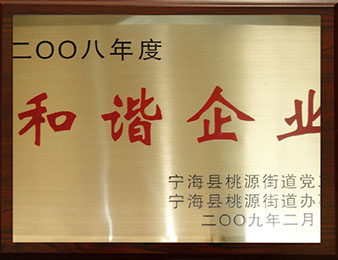 二〇〇八年度
和谐企业
宁海县桃源街道党
宁海县桃源街道办
二〇〇九年二月